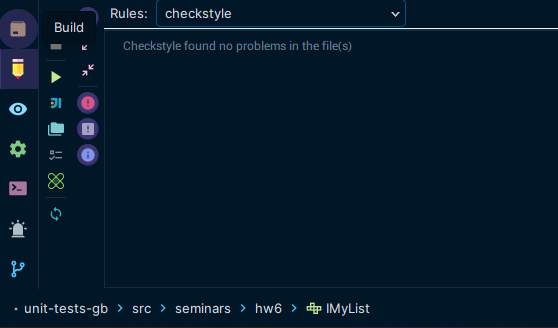 Build
Rules: checkstyle
Checkstyle found no problems in the file(s)
unit-tests-gb > src > seminars > hw6 > IMyList